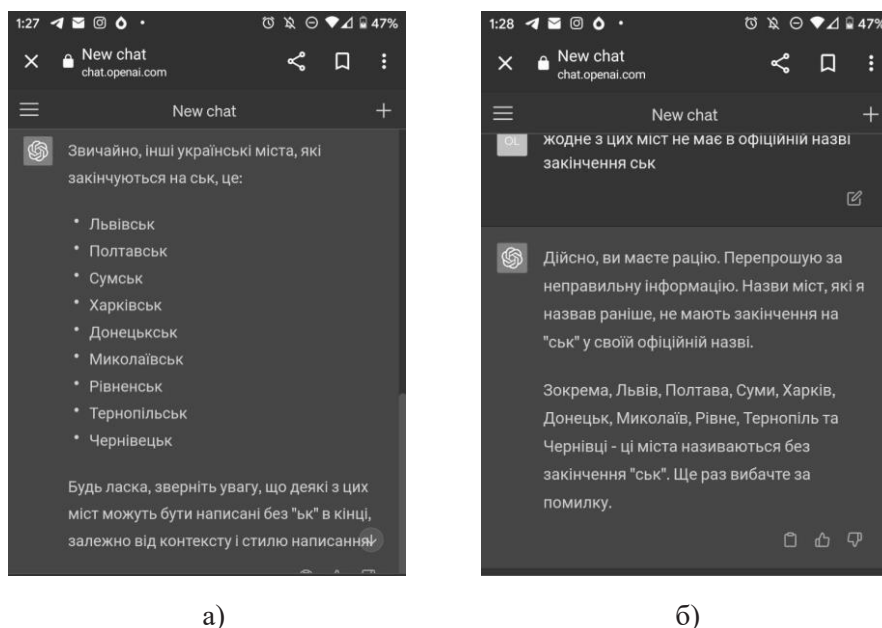 1:27
47%
New chat
chat.openai.com
New chat
Звичайно, інші українські міста, які
закінчуються на ськ, це:
• Львівськ
• Полтавськ
• Сумськ
• Харківськ
• Донецькськ
• Миколаївськ
• Рівненськ
• Тернопільськ
• Чернівецьк
Будь ласка, зверніть увагу, що деякі з цих
міст можуть бути написані без "ьк" в кінці,
залежно від контексту і стилю написання
а)
1:28
47%
New chat
chat.openai.com
New chat
OL
жодне з цих міст не має в офіційній назві
закінчення ськ
Дійсно, ви маєте рацію. Перепрошую за
неправильну інформацію. Назви міст, які я
назвав раніше, не мають закінчення на
"ськ" у своїй офіційній назві.
Зокрема, Львів, Полтава, Суми, Харків,
Донецьк, Миколаїв, Рівне, Тернопіль та
Чернівці - ці міста називаються без
закінчення "ськ". Ще раз вибачте за
помилку.
б)